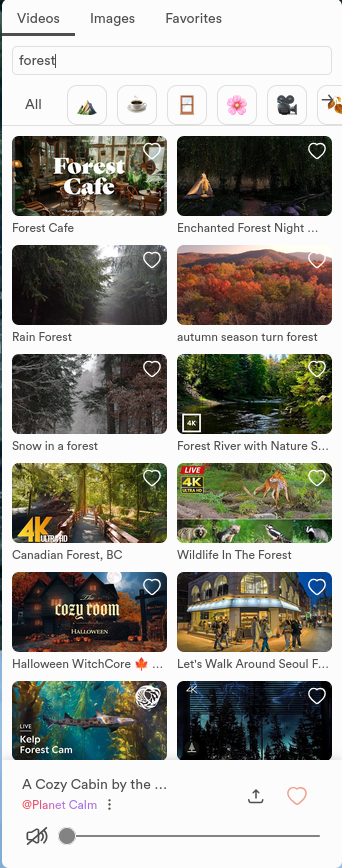 Videos Images Favorites
forest
All
Forest
Cafe
Forest Cafe
Enchanted Forest Night ...
Rain Forest
autumn season turn forest
4K
Snow in a forest
Forest River with Nature S...
4K ULTRA HD
LIVE
4K
ULTRA HD
Canadian Forest, BC
Wildlife In The Forest
The
cozy room
HALLOWEEN
Halloween WitchCore 🍁 ...
Let's Walk Around Seoul F...
LIVE
Kelp
Forest Cam
4K
A Cozy Cabin by the ...
@Planet Calm